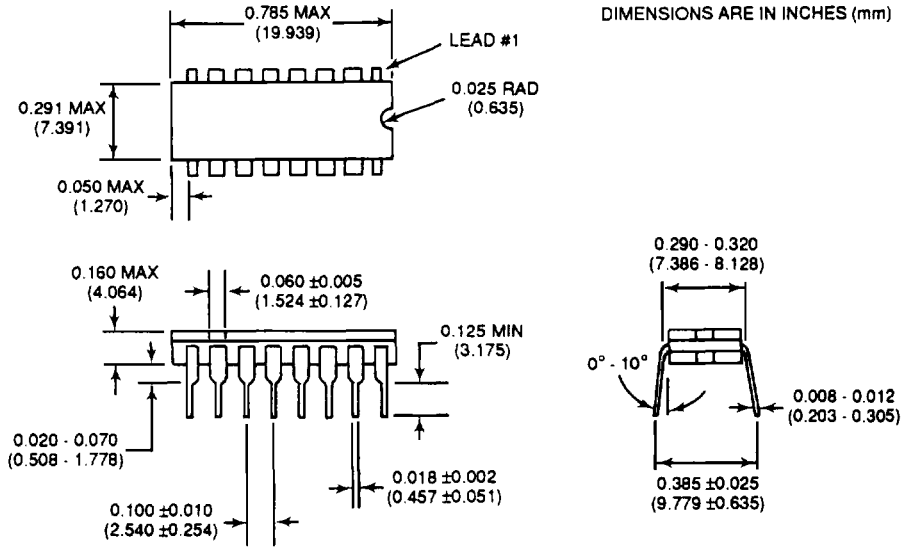 0.785 MAX
(19.939)
DIMENSIONS ARE IN INCHES (mm)
LEAD #1
0.025 RAD
(0.635)
0.291 MAX
(7.391)
0.050 MAX
(1.270)
0.160 MAX
(4.064)
0.060 ±0.005
(1.524 ±0.127)
0.125 MIN
(3.175)
0.020 - 0.070
(0.508 - 1.778)
0.018 ±0.002
(0.457 ±0.051)
0.100 ±0.010
(2.540 ±0.254)
0.290 - 0.320
(7.386 - 8.128)
0° - 10°
0.008 - 0.012
(0.203 - 0.305)
0.385 ±0.025
(9.779 ±0.635)